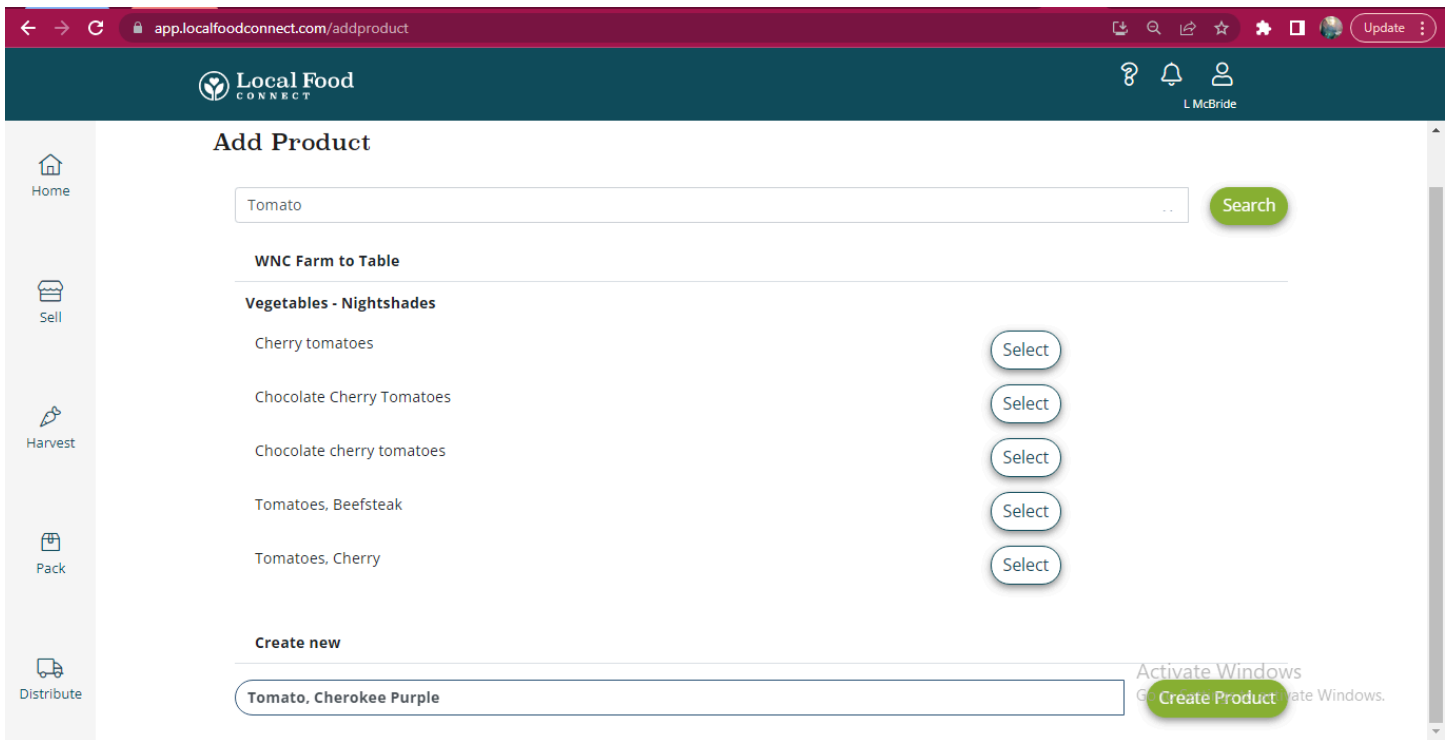 app.localfoodconnect.com/addproduct
Update
Local Food
CONNECT
L McBride
Add Product
Home
Tomato
Search
WNC Farm to Table
Vegetables - Nightshades
Sell
Cherry tomatoes
Select
Chocolate Cherry Tomatoes
Select
Harvest
Chocolate cherry tomatoes
Select
Tomatoes, Beefsteak
Select
Pack
Tomatoes, Cherry
Select
Create new
Activate Windows
Distribute
Tomato, Cherokee Purple
Create Product
Windows.